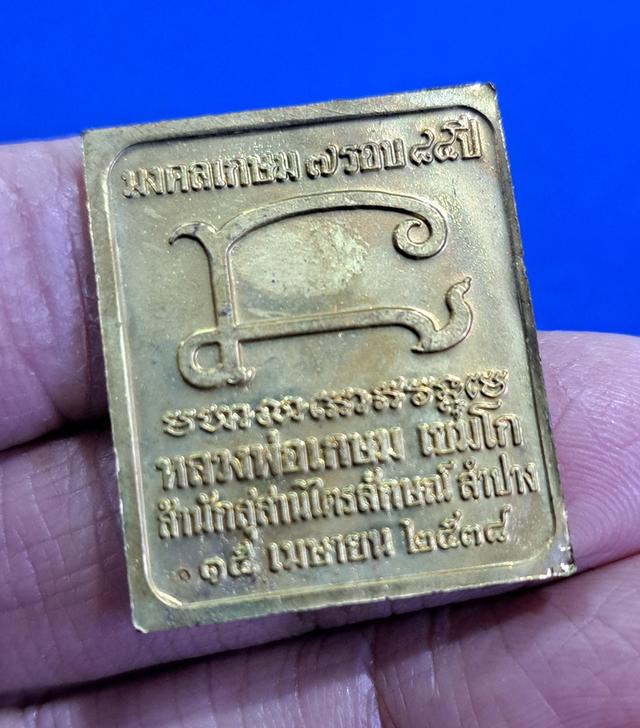 มงคลเกษม ๗ รอบ ๘๔ ปี
หลวงพ่อเกษม เขมโก
สำนักสุสานไตรลักษณ์ ลำปาง
๑๕ เมษายน ๒๕๓๘